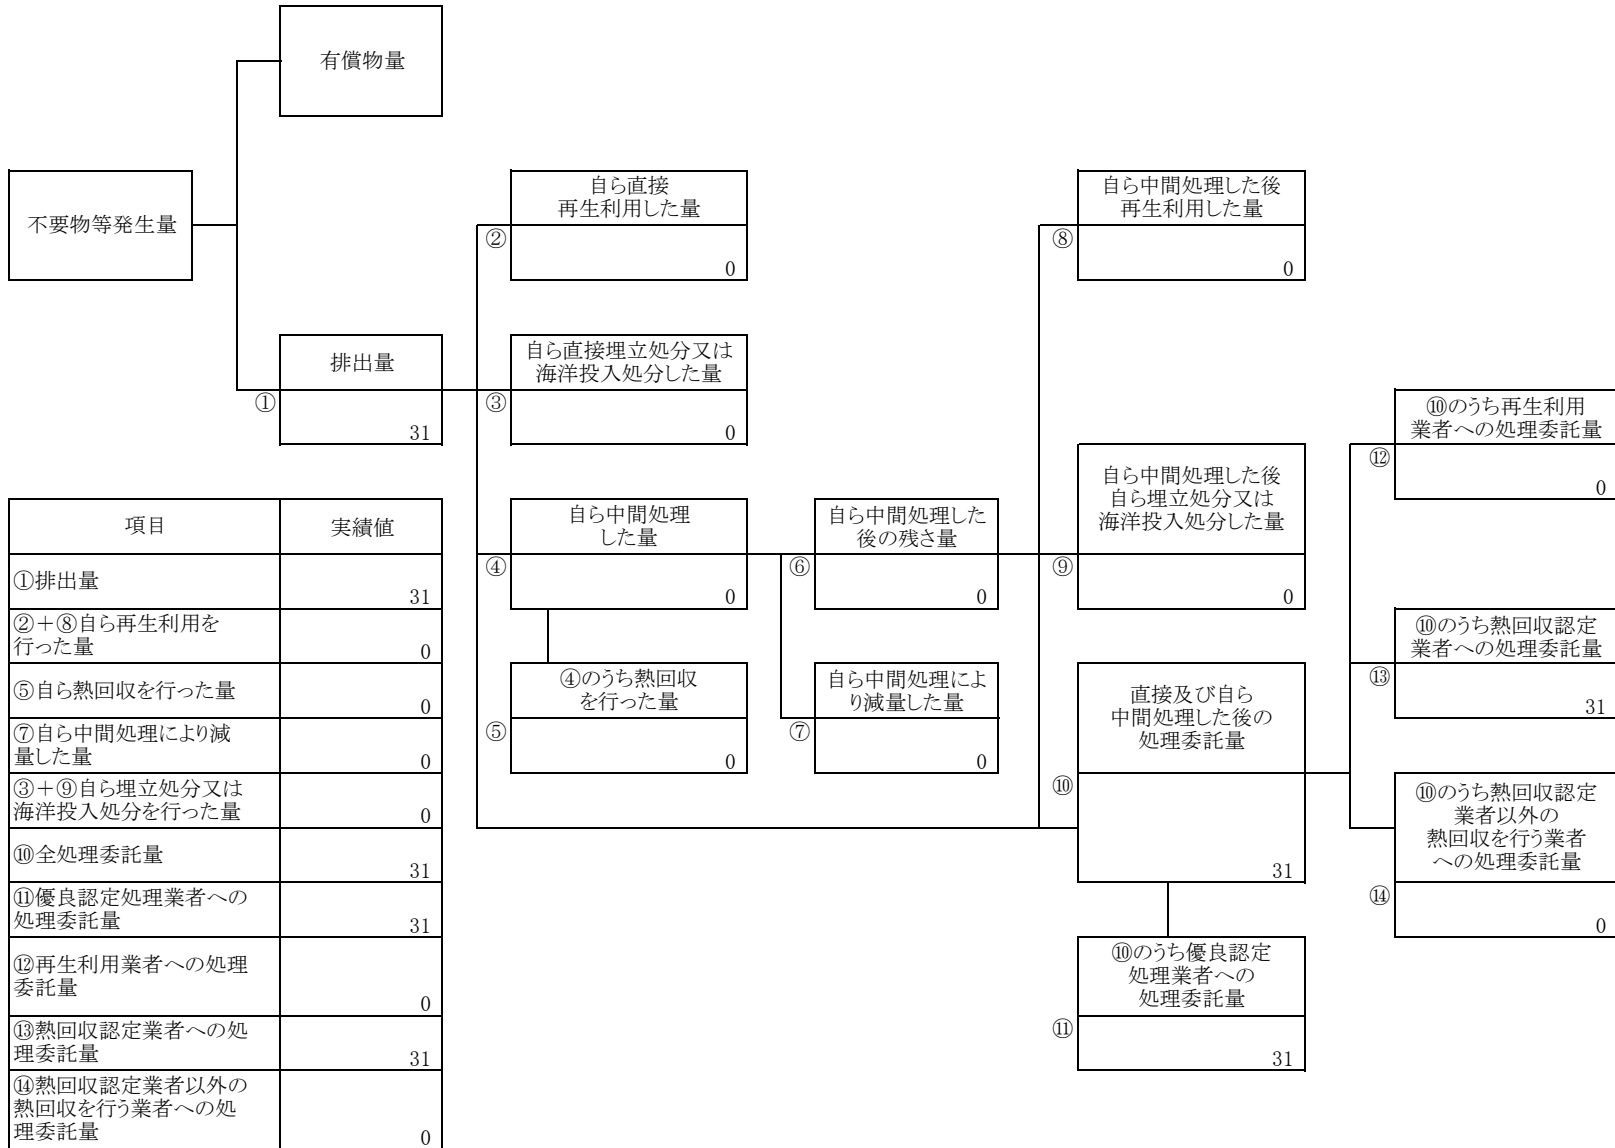 有償物量
不要物等発生量
自ら直接
再生利用した量
②
0
自ら中間処理した後
再生利用した量
⑧
0
排出量
①
31
自ら直接埋立処分又は
海洋投入処分した量
③
0
⑩のうち再生利用
業者への処理委託量
⑫
0
自ら中間処理した後
自ら埋立処分又は
海洋投入処分した量
⑨
0
自ら中間処理
した量
④
0
自ら中間処理した
後の残さ量
⑥
0
⑩のうち熱回収認定
業者への処理委託量
⑬
31
④のうち熱回収
を行った量
⑤
0
自ら中間処理によ
り減量した量
⑦
0
直接及び自ら
中間処理した後の
処理委託量
⑩
31
⑩のうち熱回収認定
業者以外の
熱回収を行う業者
への処理委託量
⑭
0
⑩のうち優良認定
処理業者への
処理委託量
⑪
31
項目 実績値
①排出量
31
②+⑧自ら再生利用を
行った量
0
⑤自ら熱回収を行った量
0
⑦自ら中間処理により減
量した量
0
③+⑨自ら埋立処分又は
海洋投入処分を行った量
0
⑩全処理委託量
31
⑪優良認定処理業者への
処理委託量
31
⑫再生利用業者への処理
委託量
0
⑬熱回収認定業者への処
理委託量
31
⑭熱回収認定業者以外の
熱回収を行う業者への処
理委託量
0